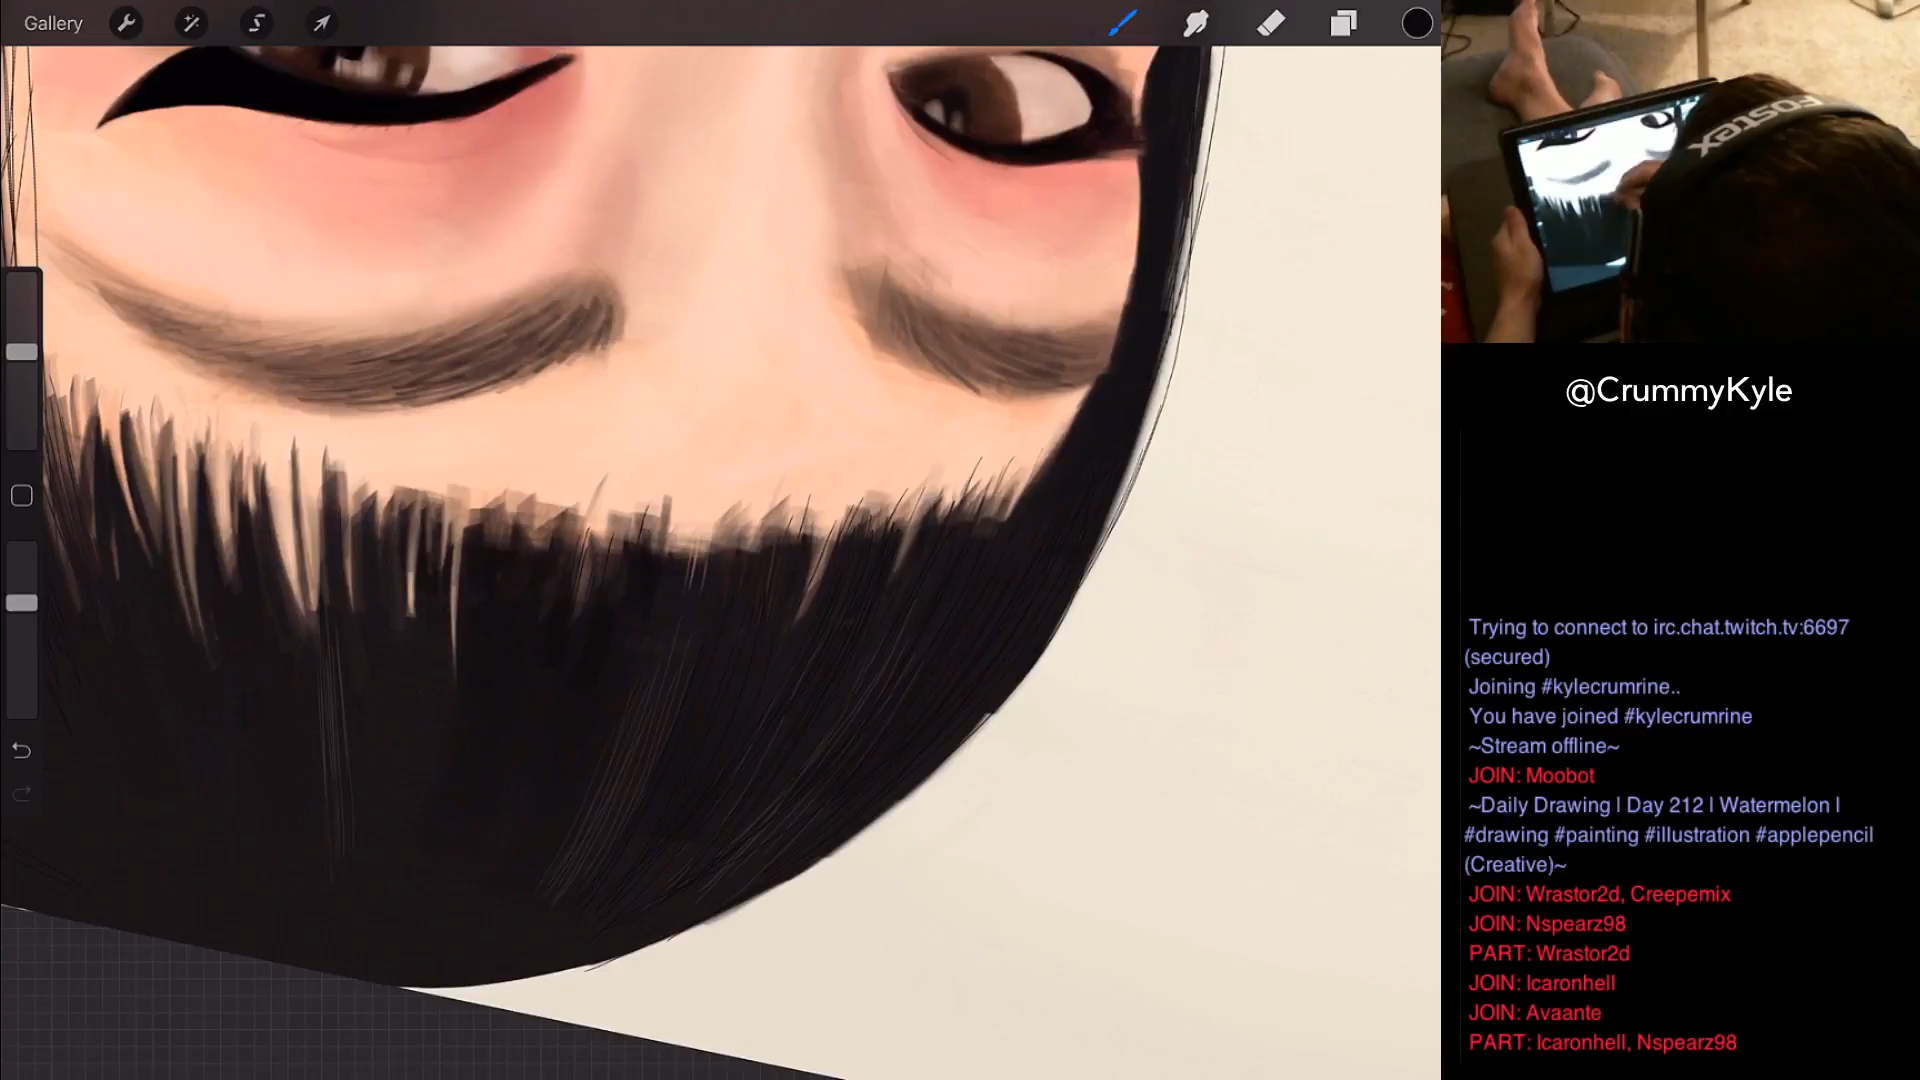 Gallery
Fostex
@CrummyKyle
Trying to connect to irc.chat.twitch.tv:6697
(secured)
Joining #kylecrumrine..
You have joined #kylecrumrine
~Stream offline~
JOIN: Moobot
~Daily Drawing | Day 212 | Watermelon |
#drawing #painting #illustration #applepencil
(Creative)~
JOIN: Wrastor2d, Creepemix
JOIN: Nspearz98
PART: Wrastor2d
JOIN: Icaronhell
JOIN: Avaante
PART: Icaronhell, Nspearz98